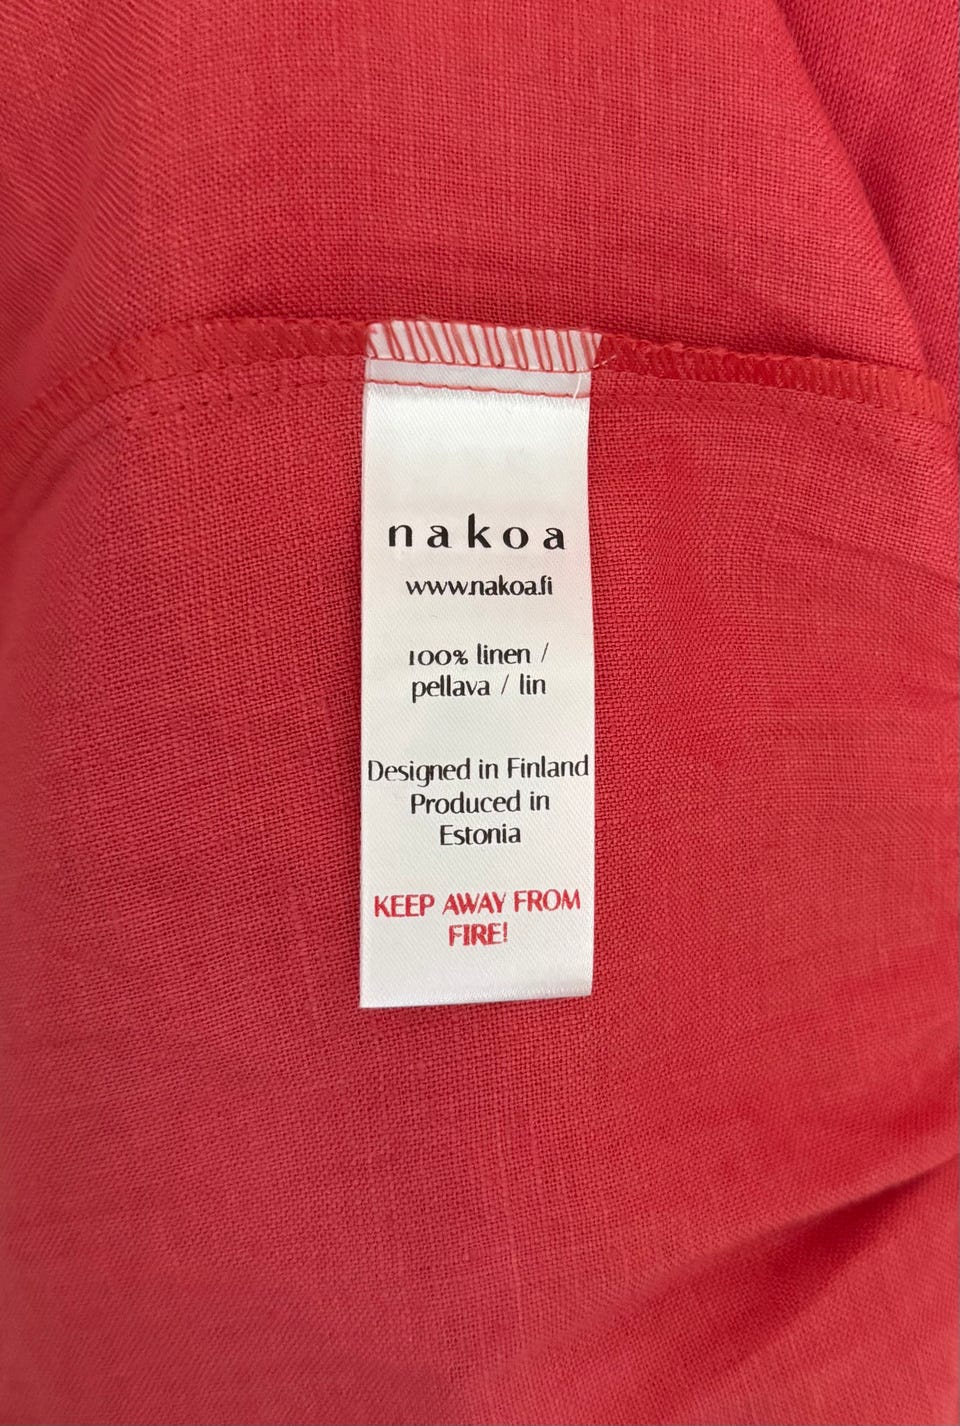 nakoa
www.nakoa.fi
100% linen /
pellava / lin
Designed in Finland
Produced in
Estonia
KEEP AWAY FROM
FIRE!